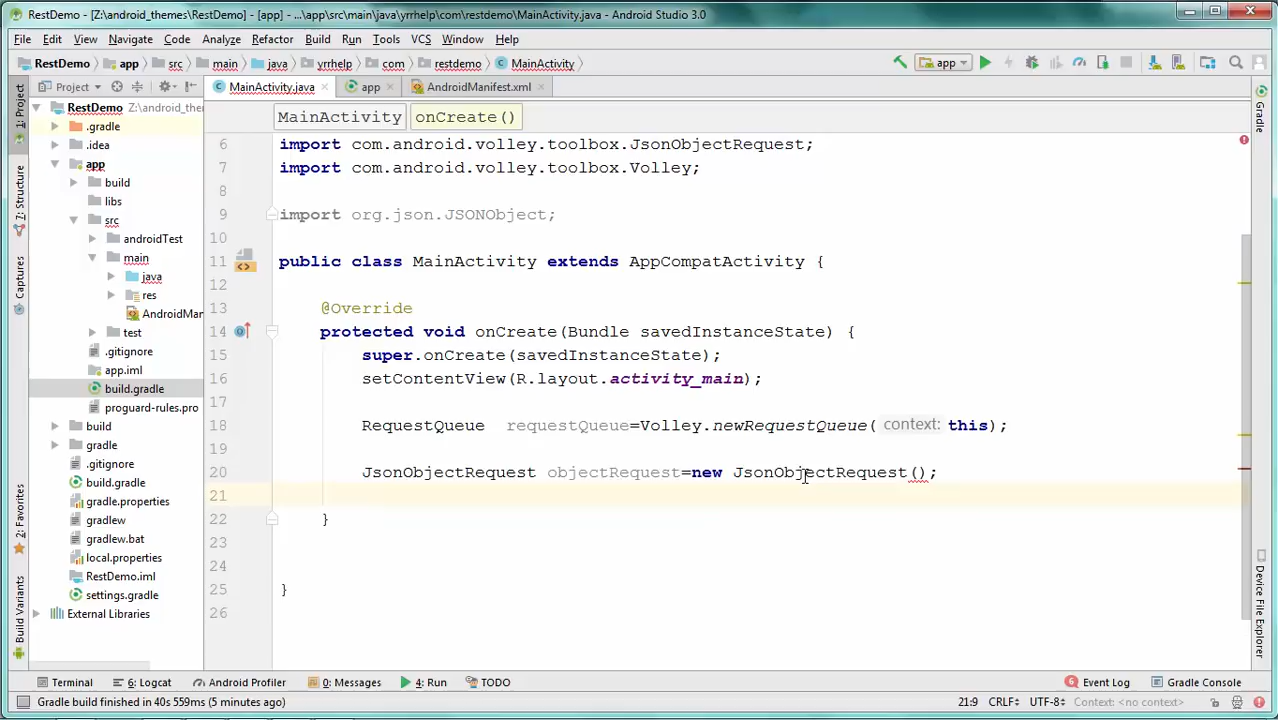 RestDemo - [Z:\android_themes\RestDemo] - [app] - ...\app\src\main\java\yrrhelp\com\restdemo\MainActivity.java - Android Studio 3.0
File Edit View Navigate Code Analyze Refactor Build Run Tools VCS Window Help
RestDemo app src main java yrrhelp com restdemo MainActivity app
Project MainActivity.java app AndroidManifest.xml
MainActivity onCreate()
1: Project
7: Structure
Captures
2: Favorites
Build Variants
RestDemo Z:\android_the
.gradle
.idea
app
build
libs
src
androidTest
main
java
res
AndroidMan
test
.gitignore
app.iml
build.gradle
proguard-rules.pro
build
gradle
.gitignore
build.gradle
gradle.properties
gradlew
gradlew.bat
local.properties
RestDemo.iml
settings.gradle
External Libraries
6 import com.android.volley.toolbox.JsonObjectRequest;
7 import com.android.volley.toolbox.Volley;
8
9 import org.json.JSONObject;
10
11 public class MainActivity extends AppCompatActivity {
12
13 @Override
14 protected void onCreate(Bundle savedInstanceState) {
15 super.onCreate(savedInstanceState);
16 setContentView(R.layout.activity_main);
17
18 RequestQueue requestQueue=Volley.newRequestQueue( context: this);
19
20 JsonObjectRequest objectRequest=new JsonObjectRequest();
21
22 }
23
24
25 }
26
Gradle
Device File Explorer
Terminal 6: Logcat Android Profiler 0: Messages 4: Run TODO Event Log Gradle Console
Gradle build finished in 40s 559ms (5 minutes ago) 21:9 CRLF UTF-8 Context: <no context>